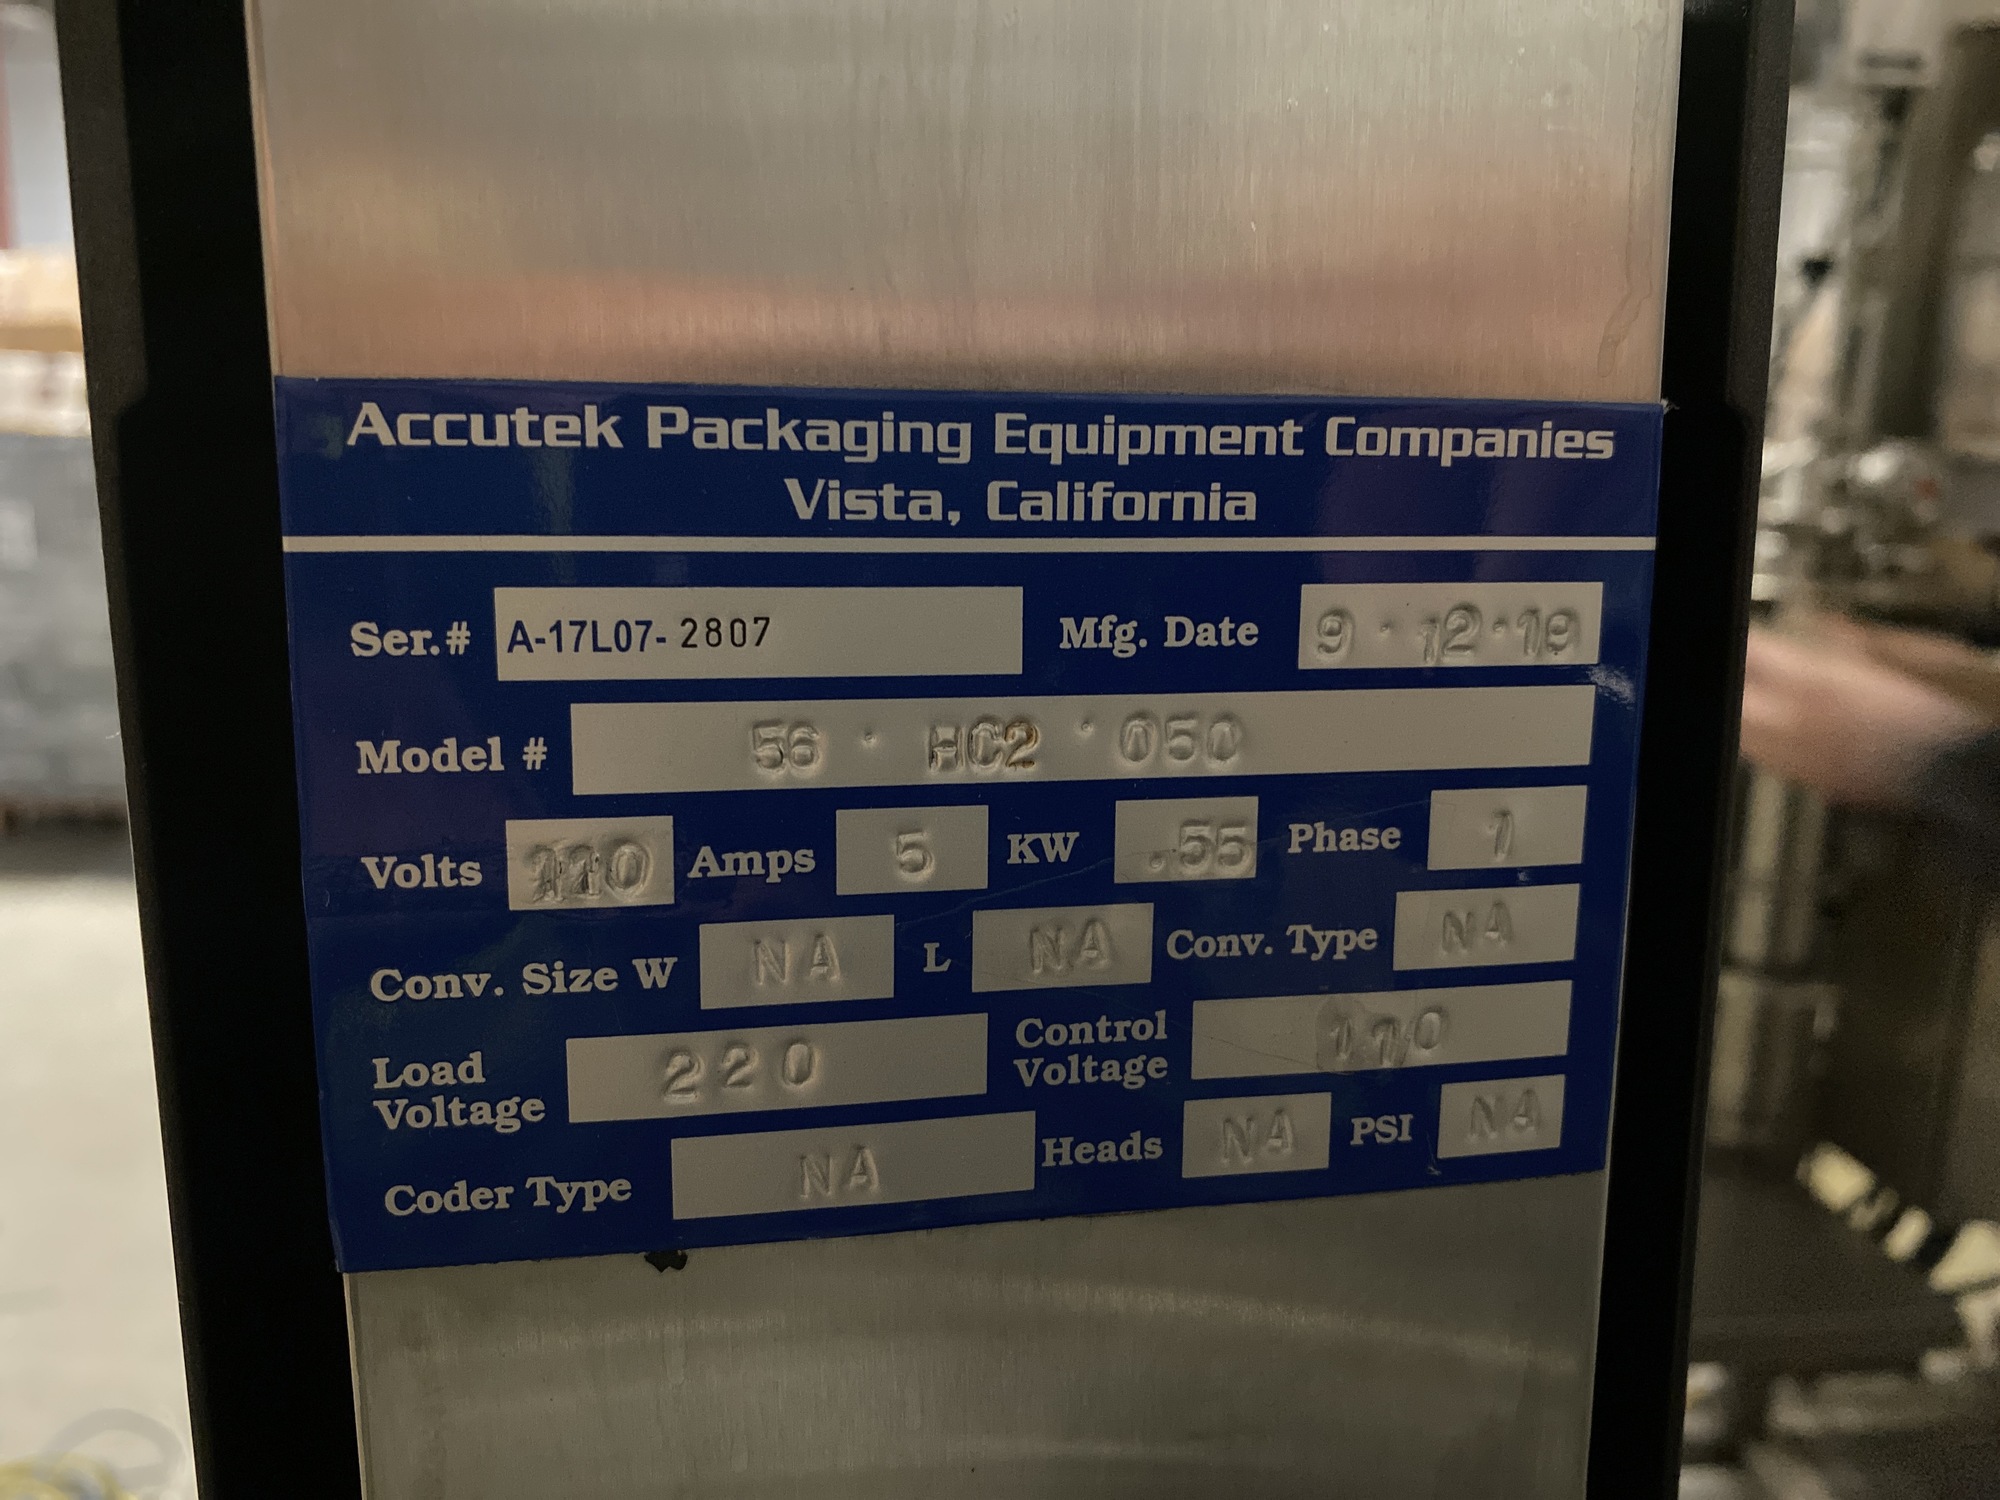 Accutek Packaging Equipment Companies
Vista, California
Ser.# A-17L07-2807 Mfg. Date 9·12·19
Model # 56·HC2·050
Volts Amps 5 KW .55 Phase 1
Conv. Size W NA L NA Conv. Type NA
Load Voltage 220 Control Voltage 110
Coder Type NA Heads NA PSI NA